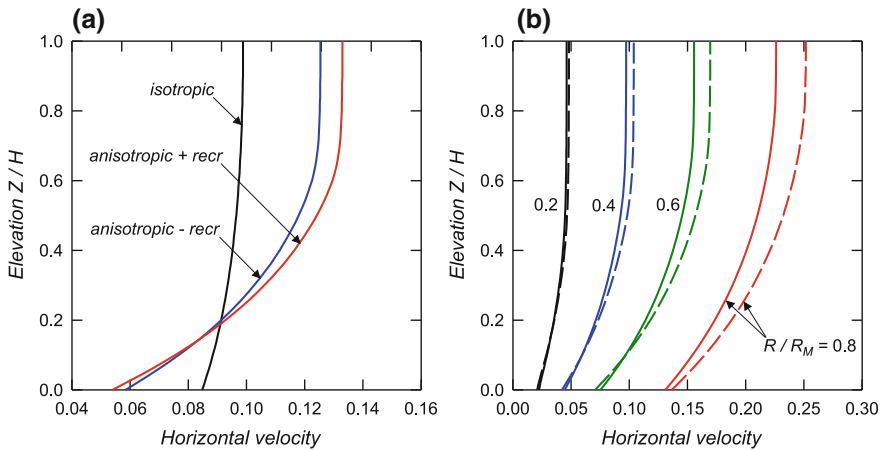 (a)
1.0
0.8
0.6
0.4
0.2
0.0
Elevation Z / H
isotropic
anisotropic + recr
anisotropic - recr
0.04
0.06
0.08
0.10
0.12
0.14
0.16
Horizontal velocity
(b)
1.0
0.8
0.6
0.4
0.2
0.0
Elevation Z / H
0.2
0.4
0.6
R / R_M = 0.8
0.00
0.05
0.10
0.15
0.20
0.25
0.30
Horizontal velocity